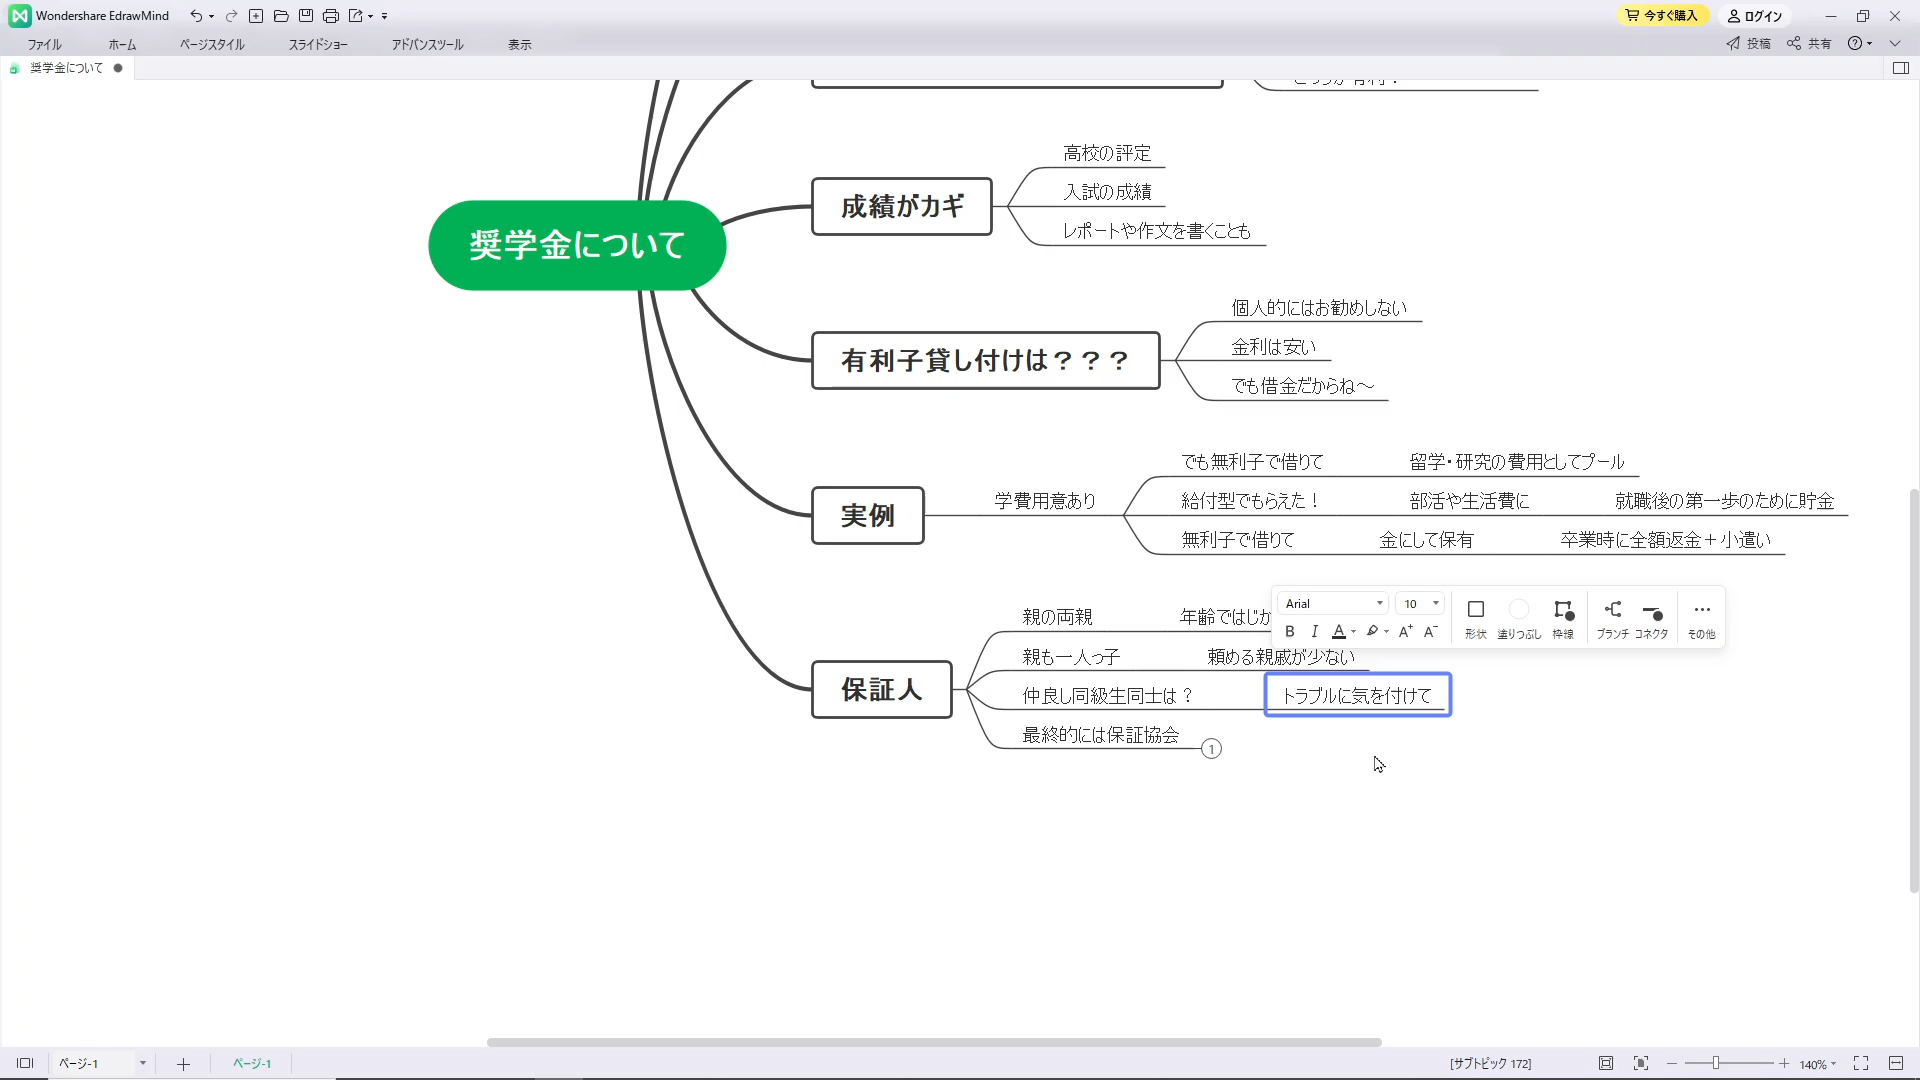 Wondershare EdrawMind
今すぐ購入
ログイン
ファイル ホーム ページスタイル スライドショー アドバンスツール 表示
投稿 共有
奨学金について
奨学金について
成績がカギ
高校の評定
入試の成績
レポートや作文を書くことも
有利子貸し付けは？？？
個人的にはお勧めしない
金利は安い
でも借金だからね～
実例
学費用意あり
でも無利子で借りて 留学・研究の費用としてプール
給付型でもらえた！ 部活や生活費に 就職後の第一歩のために貯金
無利子で借りて 金にして保有 卒業時に全額返金＋小遣い
保証人
親の両親 年齢ではじか
親も一人っ子 頼める親戚が少ない
仲良し同級生同士は？ トラブルに気を付けて
最終的には保証協会 1
Arial 10
B I A A+ A-
形状 塗りつぶし 枠線 ブランチ コネクタ その他
ページ-1 ページ-1 [サブトピック 172] 140%